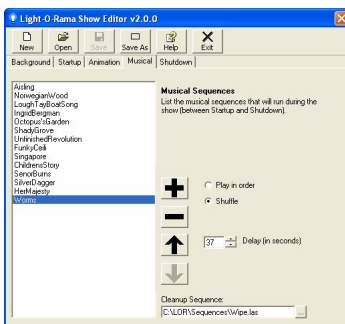 Light-O-Rama Show Editor v2.0.0
New Open Save Save As Help Exit
Background Startup Animation Musical Shutdown
Aisling
NorwegianWood
LoughTayBoatSong
IngridBergman
Octopus'sGarden
ShadyGrove
UnfinishedRevolution
FunkyCeili
Singapore
ChildrensStory
SenorBurns
SilverDagger
HerMajesty
Worms
Musical Sequences
List the musical sequences that will run during the
show (between Startup and Shutdown).
Play in order
Shuffle
37 Delay (in seconds)
Cleanup Sequence:
C:\LOR\Sequences\Wipe.las ...